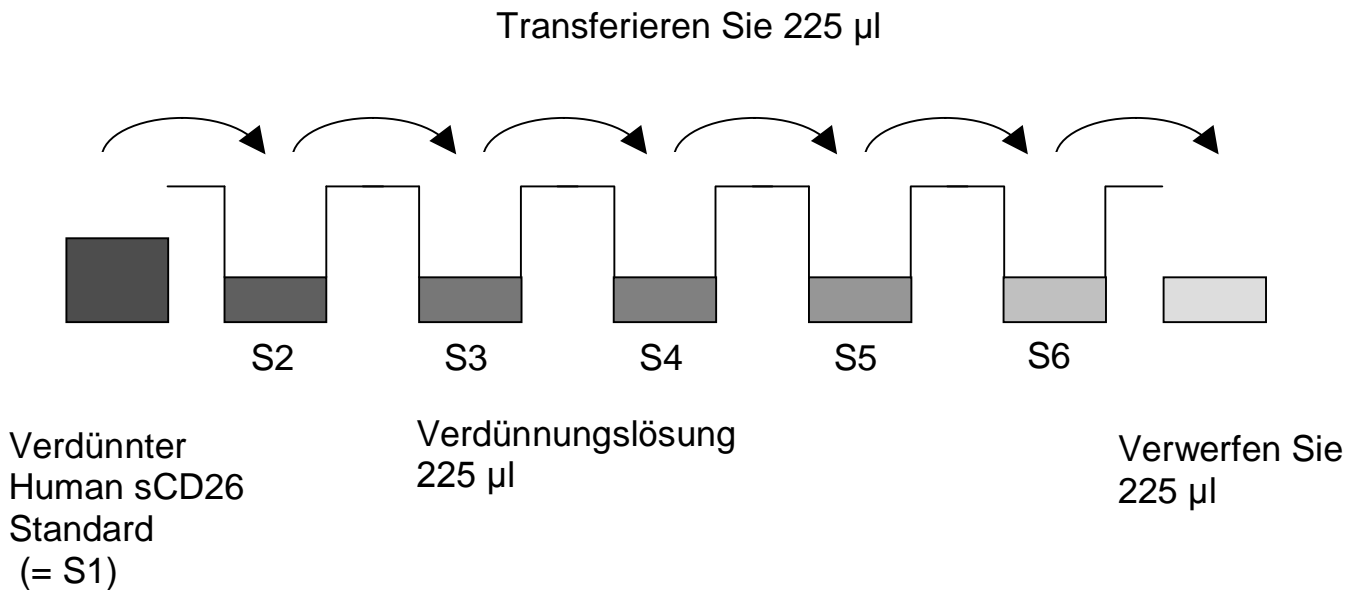 Transferieren Sie 225 µl
S2 S3 S4 S5 S6
Verdünnter
Human sCD26
Standard
(= S1)
Verdünnungslösung
225 µl
Verwerfen Sie
225 µl